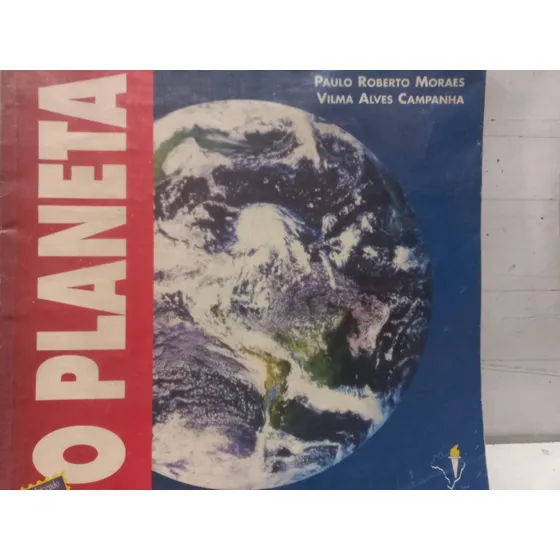 PAULO ROBERTO MORAES
VILMA ALVES CAMPANHA
O PLANETA